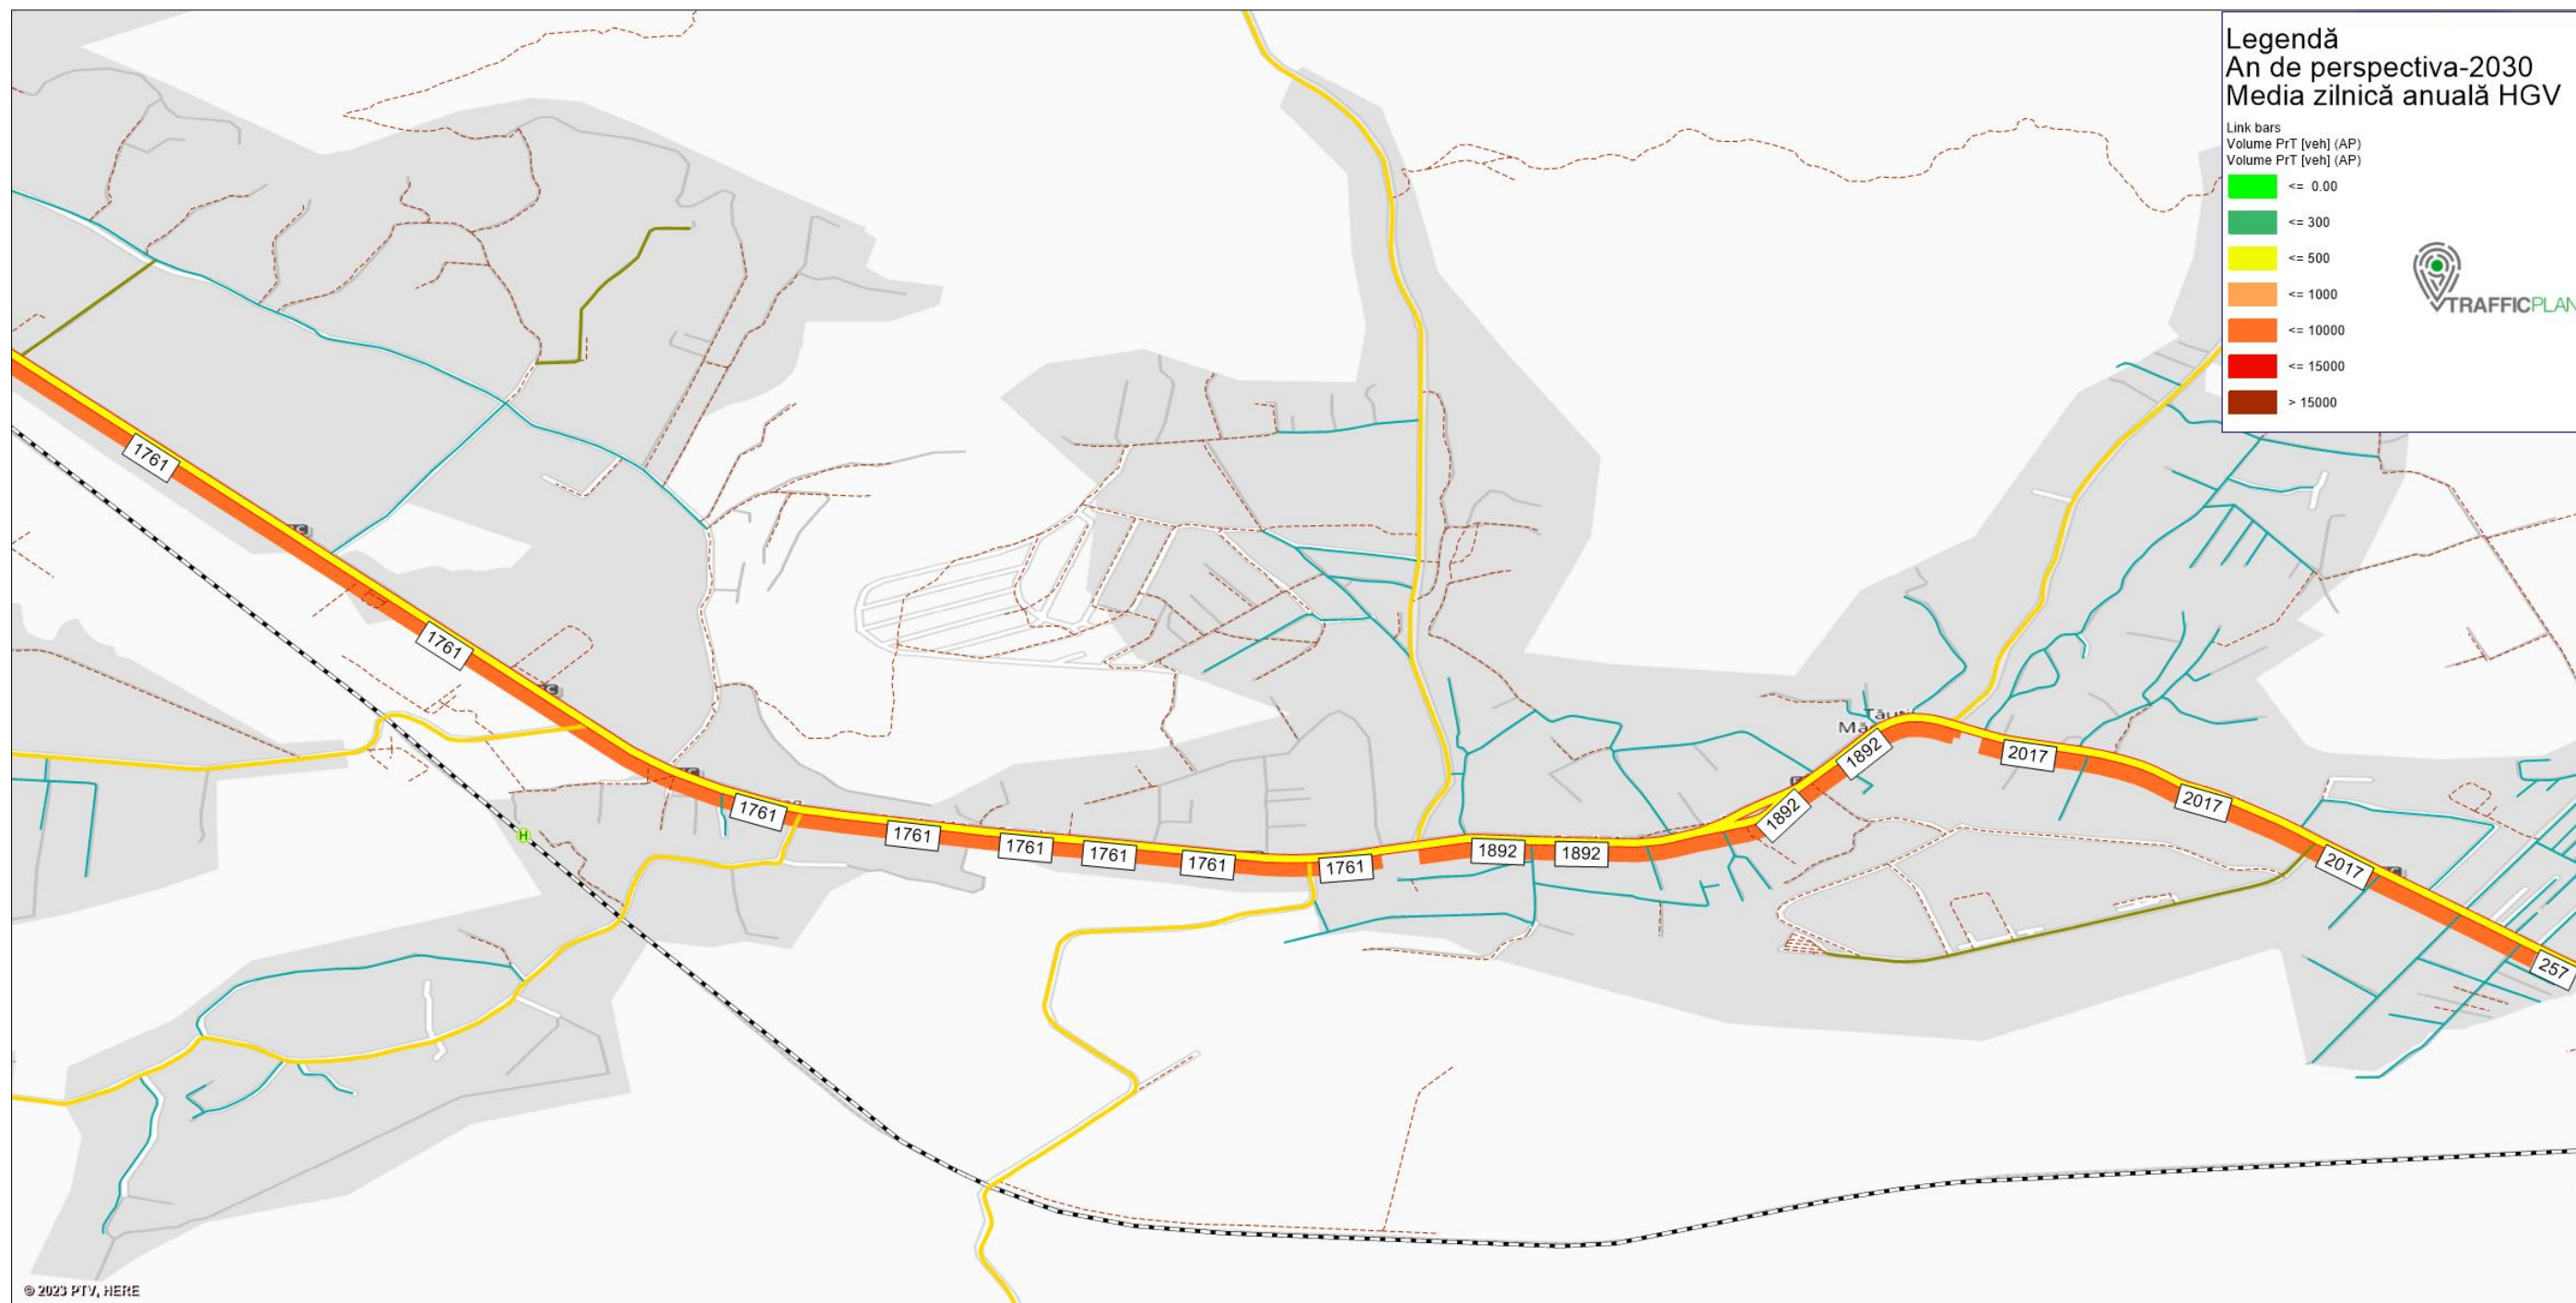 Legendă
An de perspectiva-2030
Media zilnică anuală HGV
Link bars
Volume PrT [veh] (AP)
Volume PrT [veh] (AP)
<= 0.00
<= 300
<= 500
<= 1000
<= 10000
<= 15000
> 15000
TRAFFICPLAN
1761
1761
1761
1761
1761
1761
1761
1761
1892
1892
1892
1892
2017
2017
2017
257
H
© 2023 PTV, HERE